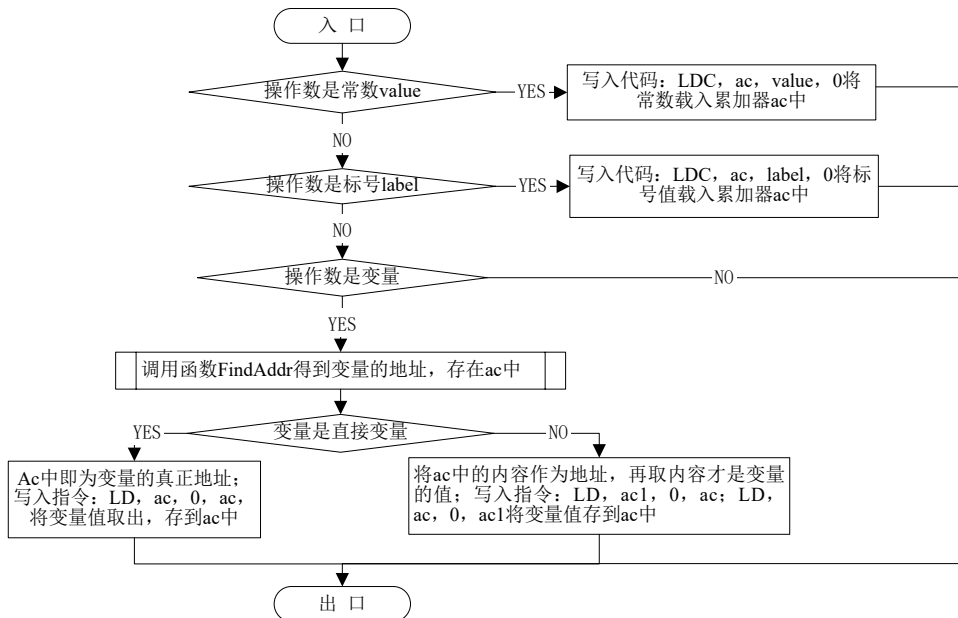 入 口
操作数是常数value
YES
写入代码：LDC，ac，value，0将
常数载入累加器ac中
NO
操作数是标号label
YES
写入代码：LDC，ac，label，0将标
号值载入累加器ac中
NO
操作数是变量
NO
YES
调用函数FindAddr得到变量的地址，存在ac中
变量是直接变量
YES
NO
Ac中即为变量的真正地址；
写入指令：LD，ac，0，ac，
将变量值取出，存到ac中
将ac中的内容作为地址，再取内容才是变量
的值；写入指令：LD，ac1，0，ac；LD，
ac，0，ac1将变量值存到ac中
出 口